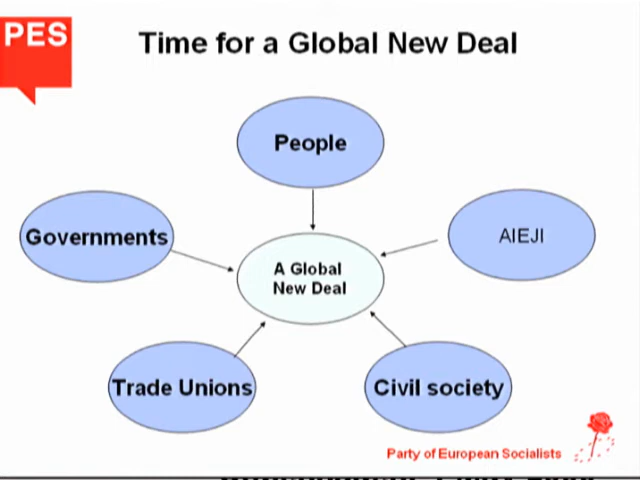 PES
Time for a Global New Deal
People
Governments
AIEJI
A Global
New Deal
Trade Unions
Civil society
Party of European Socialists